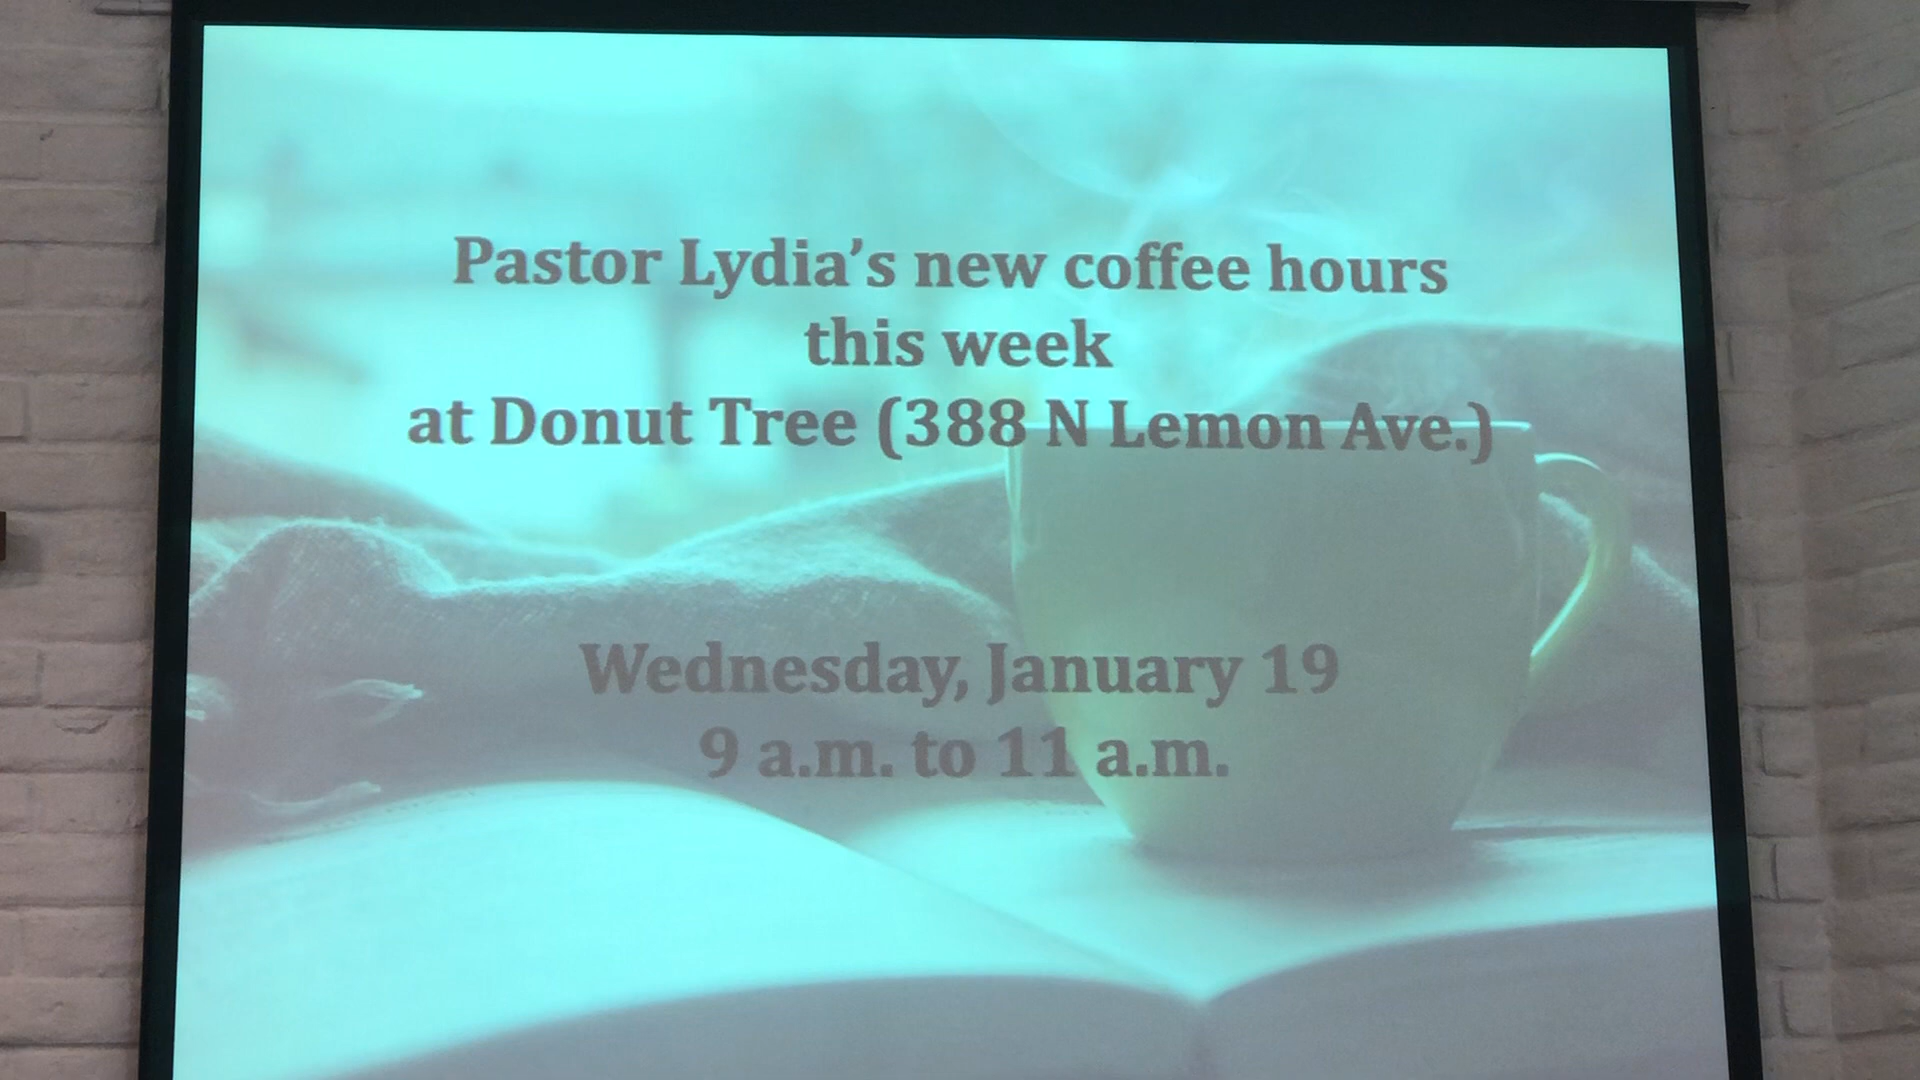 Pastor Lydia’s new coffee hours
this week
at Donut Tree (388 N Lemon Ave.)
Wednesday, January 19
9 a.m. to 11 a.m.